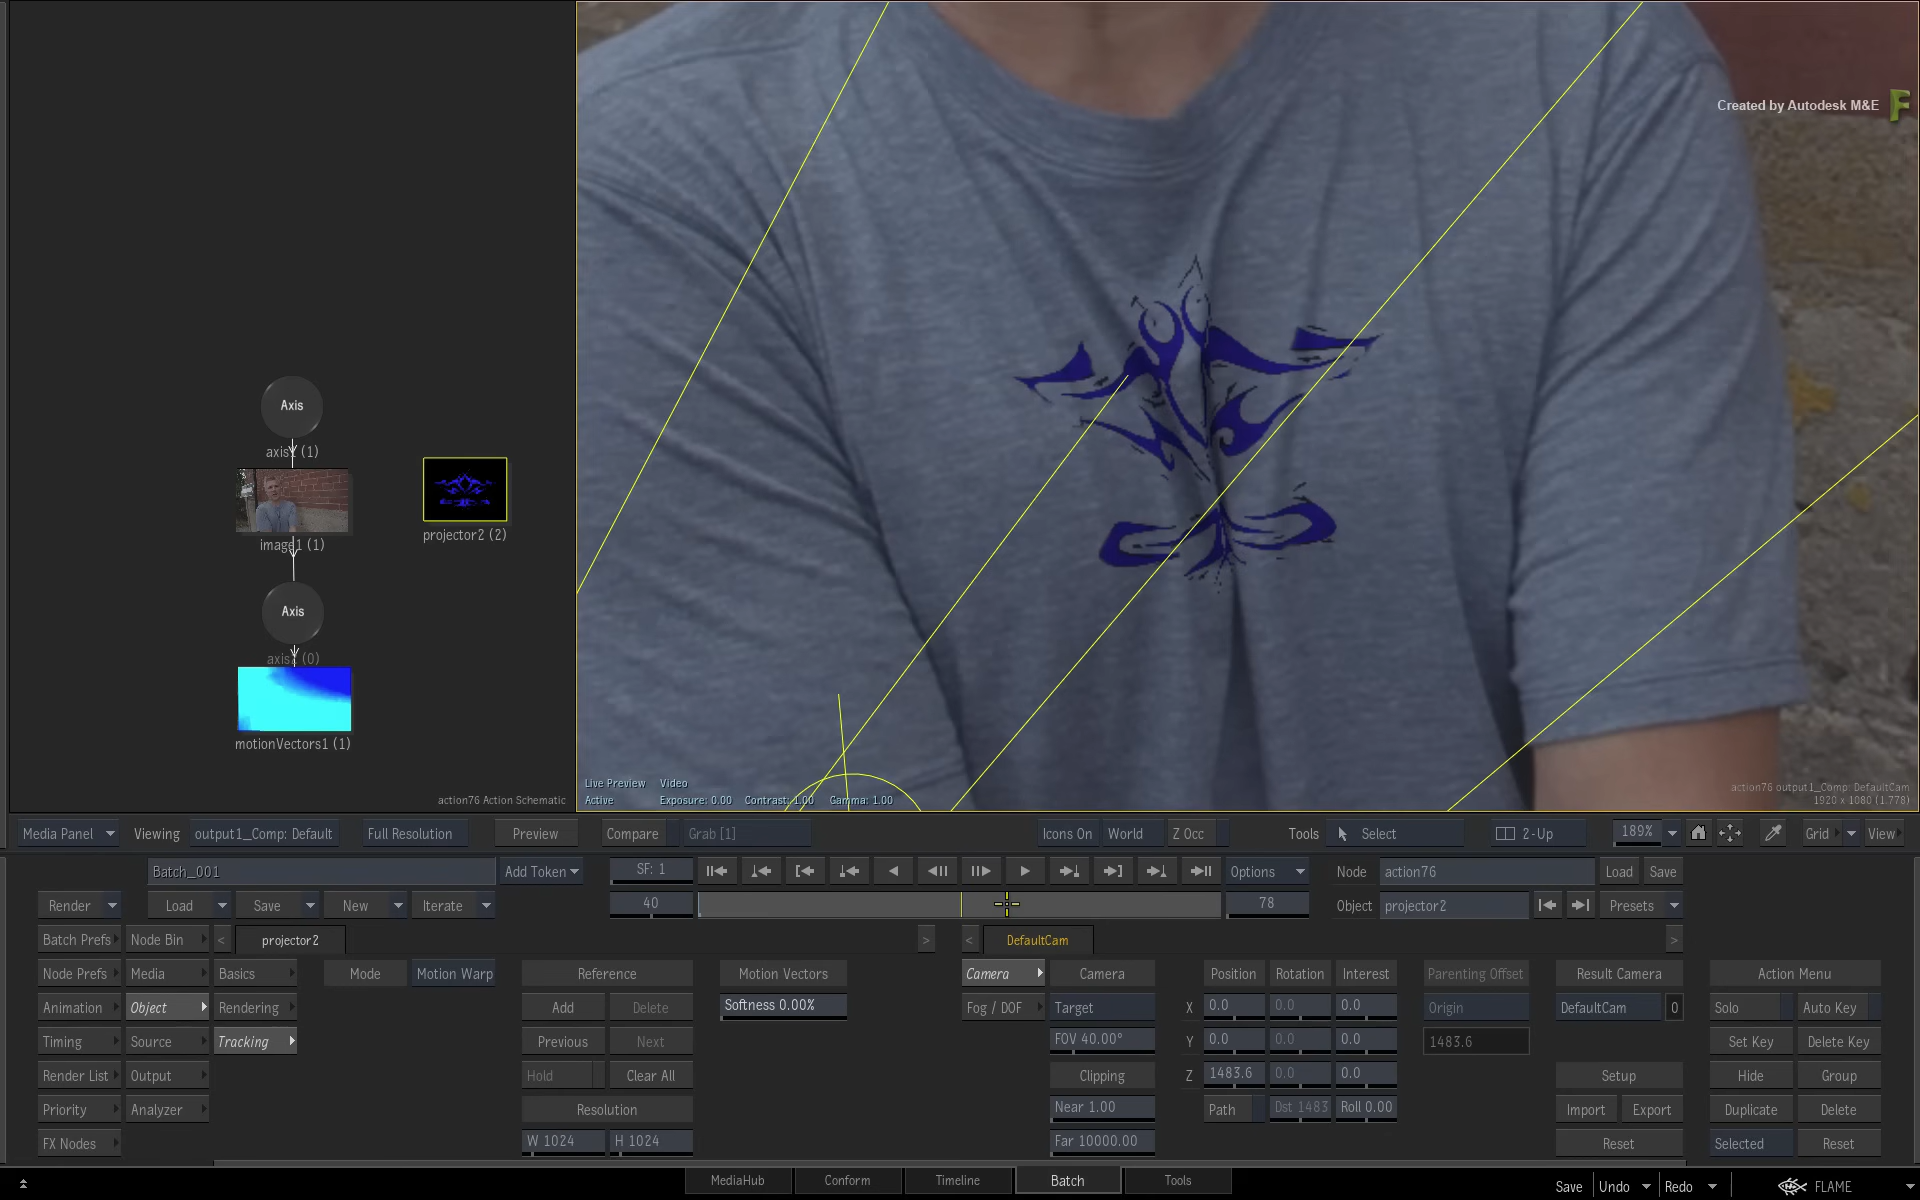 Created by Autodesk M&E F
Axis
axis1 (1)
image1 (1)
projector2 (2)
Axis
(0)
motionVectors1 (1)
action76 Action Schematic
Live Preview Video
Active Exposure: 0.00 Contrast: 1.00 Gamma: 1.00
action76 output1_Comp: DefaultCam
1920 x 1080 (1.778)
Media Panel Viewing output1_Comp: Default Full Resolution Preview Compare Grab [1] Icons On World Z Occ Tools Select 2-Up 189% Grid View
Batch_001 Add Token SF: 1 Options Node action76 Load Save
Render Load Save New Iterate 40 78 Object projector2 Presets
Batch Prefs Node Bin < projector2 > < DefaultCam >
Node Prefs Media Basics Mode Motion Warp Reference Motion Vectors Camera Camera Position Rotation Interest Parenting Offset Result Camera Action Menu
Animation Object Rendering Add Delete Softness 0.00% Fog / DOF Target X 0.0 0.0 0.0 Origin DefaultCam 0 Solo Auto Key
Timing Source Tracking Previous Next FOV 40.00° Y 0.0 0.0 0.0 1483.6 Set Key Delete Key
Render List Output Hold Clear All Clipping Z 1483.6 0.0 0.0 Setup Hide Group
Priority Analyzer Resolution Near 1.00 Path Dst 1483 Roll 0.00 Import Export Duplicate Delete
FX Nodes W 1024 H 1024 Far 10000.00 Reset Selected Reset
MediaHub Conform Timeline Batch Tools Save Undo Redo FLAME